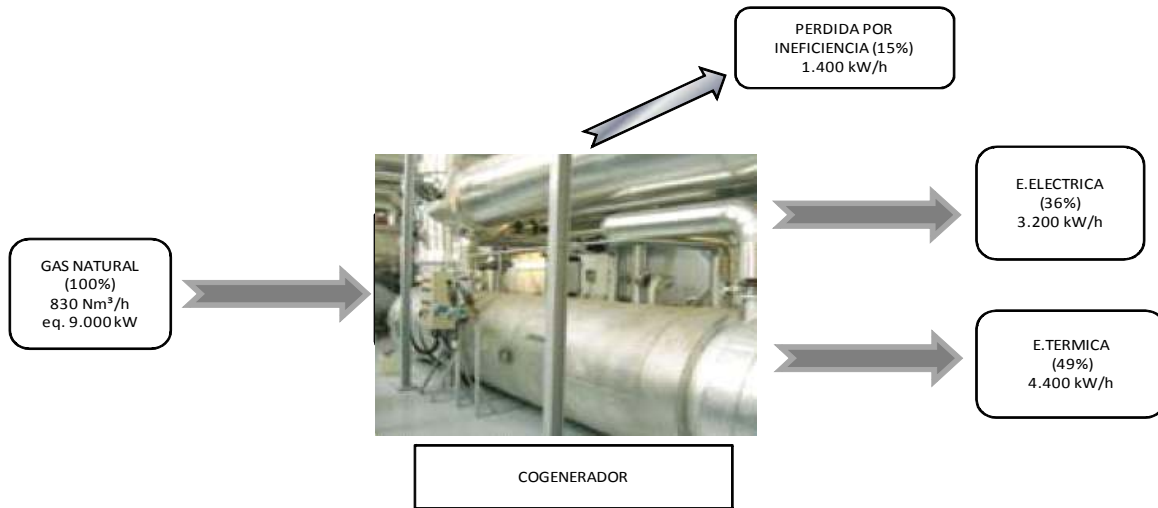 PERDIDA POR
INEFICIENCIA (15%)
1.400 kW/h
E.ELECTRICA
(36%)
3.200 kW/h
GAS NATURAL
(100%)
830 Nm³/h
eq. 9.000 kW
E.TERMICA
(49%)
4.400 kW/h
COGENERADOR